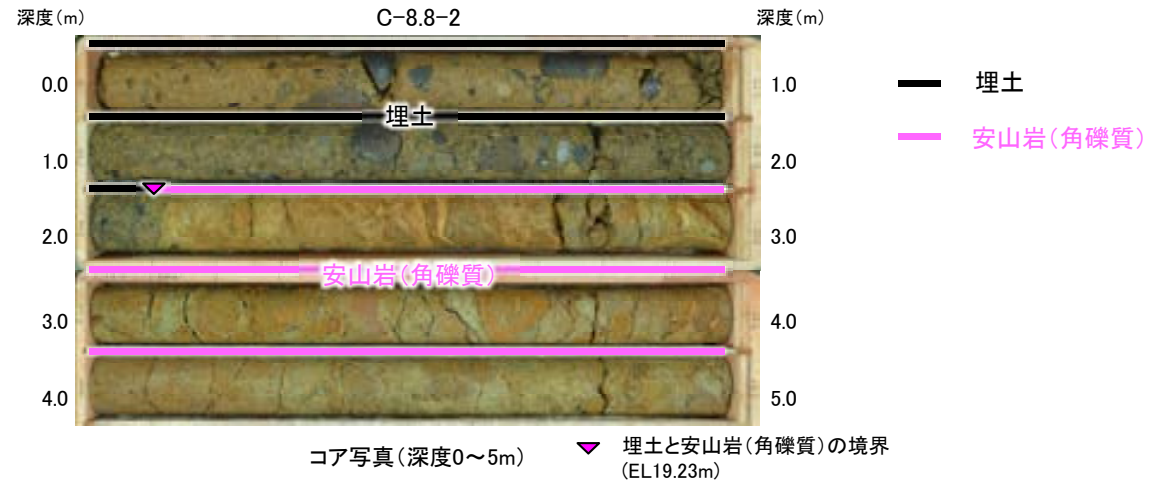 深度(m) C-8.8-2 深度(m)
0.0 1.0
埋土
埋土
1.0 2.0
安山岩(角礫質)
2.0 3.0
安山岩(角礫質)
3.0 4.0
4.0 5.0
コア写真(深度0~5m)
埋土と安山岩(角礫質)の境界
(EL19.23m)